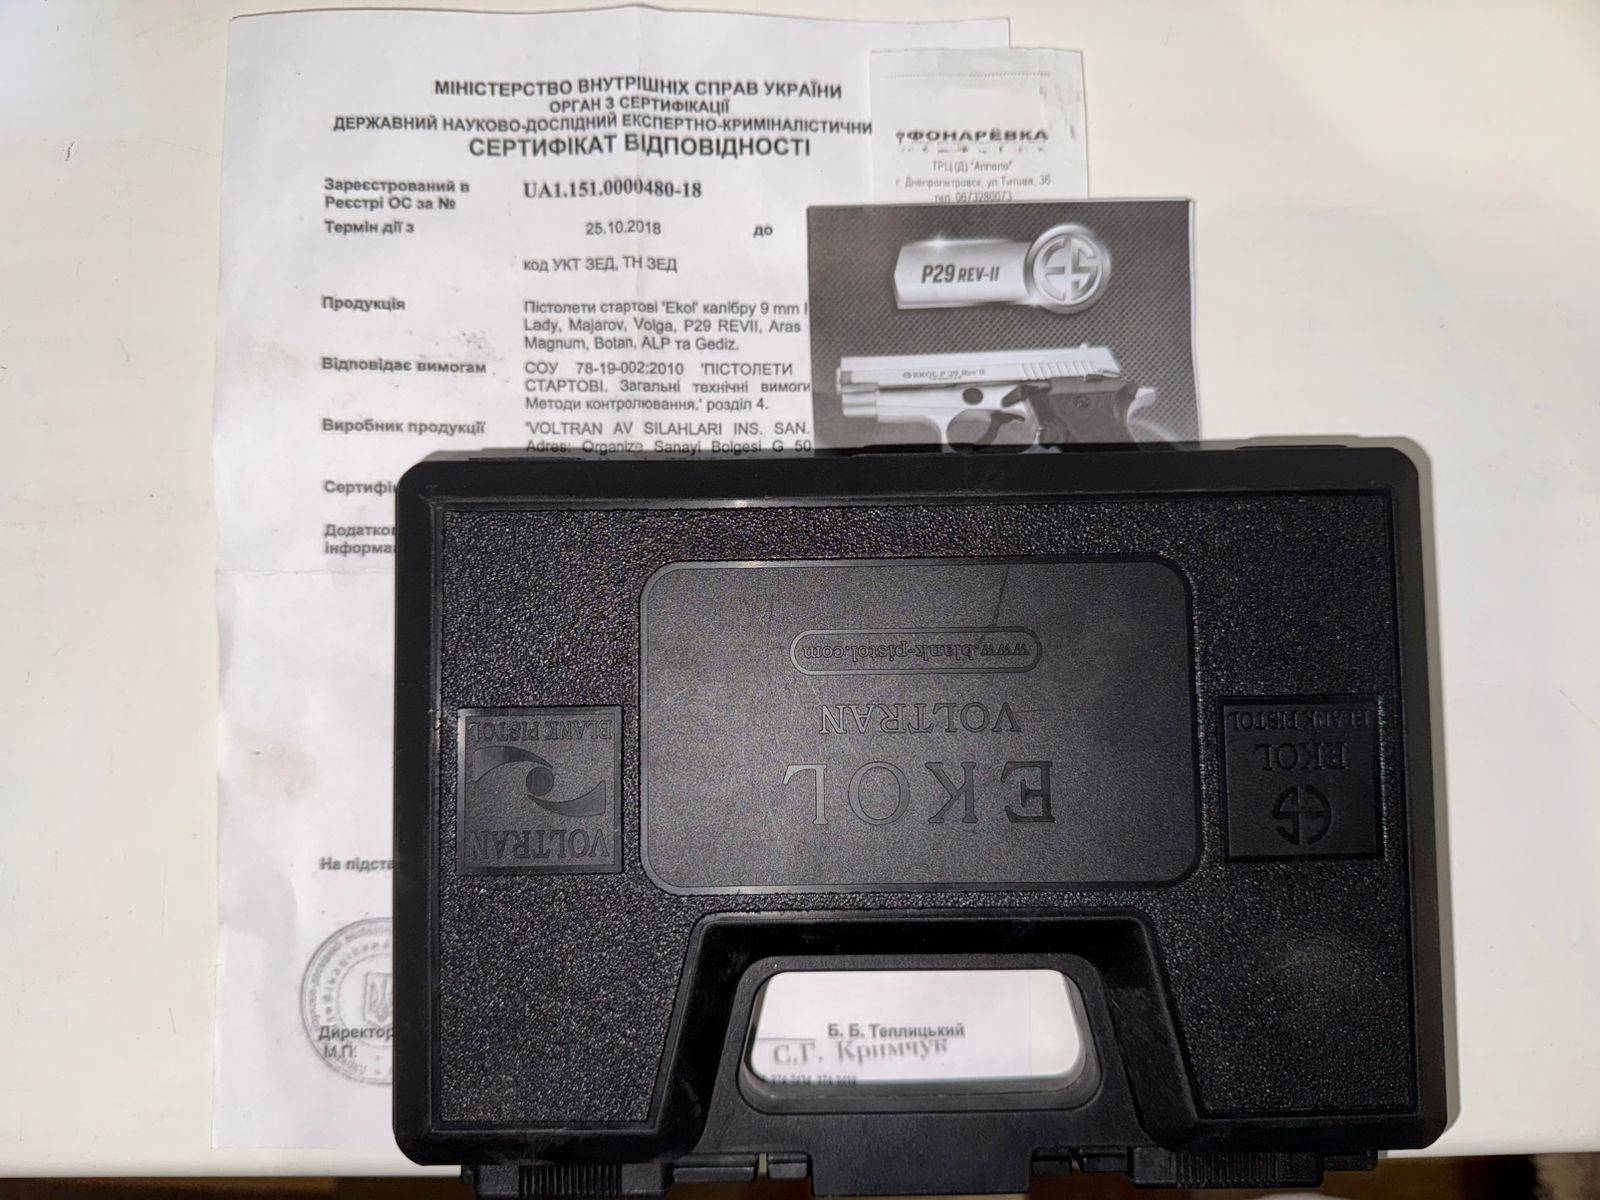 МІНІСТЕРСТВО ВНУТРІШНІХ СПРАВ УКРАЇНИ
ОРГАН З СЕРТИФІКАЦІЇ
ДЕРЖАВНИЙ НАУКОВО-ДОСЛІДНИЙ ЕКСПЕРТНО-КРИМІНАЛІСТИЧНИ
СЕРТИФІКАТ ВІДПОВІДНОСТІ
Зареєстрований в
Реєстрі ОС за № UA1.151.0000480-18
Термін дії з 25.10.2018 до
код УКТ ЗЕД, ТН ЗЕД
Продукція Пістолети стартові 'Ekol' калібру 9 mm
Lady, Majarov, Volga, P29 REVII, Aras
Magnum, Botan, ALP та Gediz.
Відповідає вимогам СОУ 78-19-002:2010 'ПІСТОЛЕТИ
СТАРТОВІ. Загальні технічні вимоги
Методи контролювання.' розділ 4.
Виробник продукції 'VOLTRAN AV SILAHLARI INS. SAN.
Adres: Organize Sanayi Bolgesi G 50
Сертифі
Додатко
інформа
На підста
Директор
М.П.
Б. Б. Теплицький
С.Г. Кримчук
ФОНАРЁВКА
ТРЦ (Д) "Апполо"
г. Днепропетровск, ул. Титова, 36
тел. 0673280073
P29 REV-II
ES
EKOL P 29 Rev II
www.blank-pistol.com
VOLTRAN
EKOL
BLANK PISTOL
VOLTRAN
BLANK PISTOL
EKOL
ES